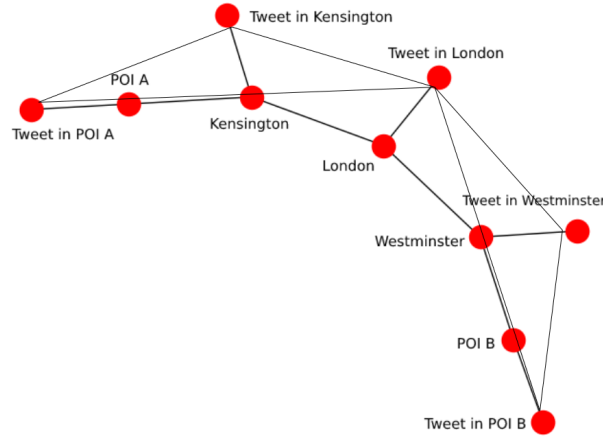 Tweet in Kensington
Tweet in London
POI A
Tweet in POI A
Kensington
London
Tweet in Westminster
Westminster
POI B
Tweet in POI B